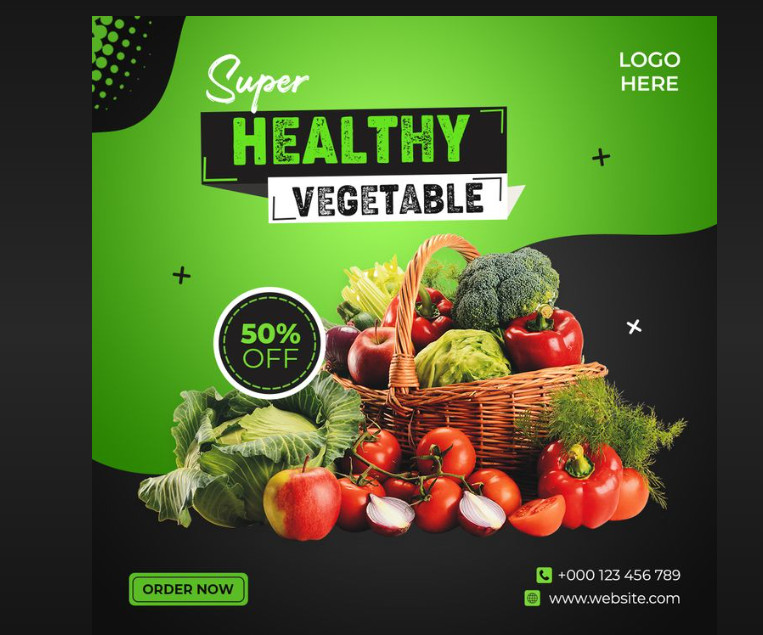 Super
HEALTHY
VEGETABLE
LOGO
HERE
50%
OFF
ORDER NOW
+000 123 456 789
www.website.com